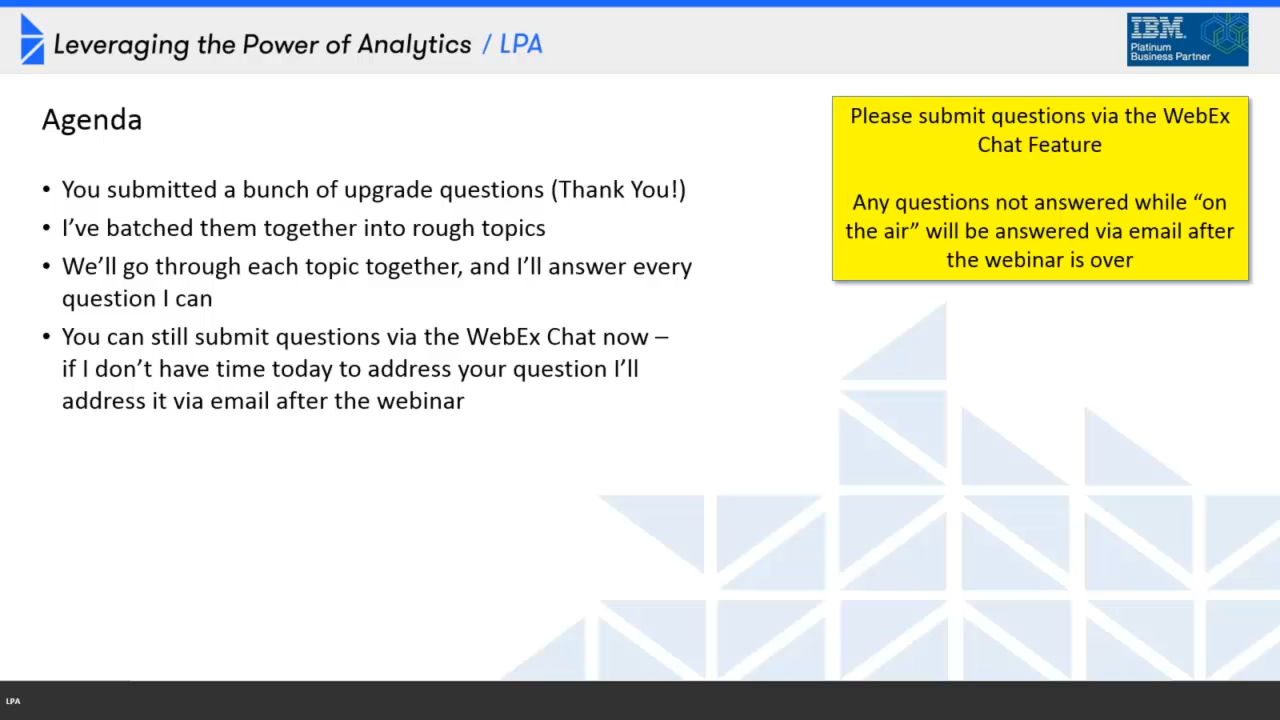 Leveraging the Power of Analytics / LPA
IBM
Platinum
Business Partner
Agenda
• You submitted a bunch of upgrade questions (Thank You!)
• I’ve batched them together into rough topics
• We’ll go through each topic together, and I’ll answer every
question I can
• You can still submit questions via the WebEx Chat now –
if I don’t have time today to address your question I’ll
address it via email after the webinar
Please submit questions via the WebEx
Chat Feature
Any questions not answered while “on
the air” will be answered via email after
the webinar is over
LPA